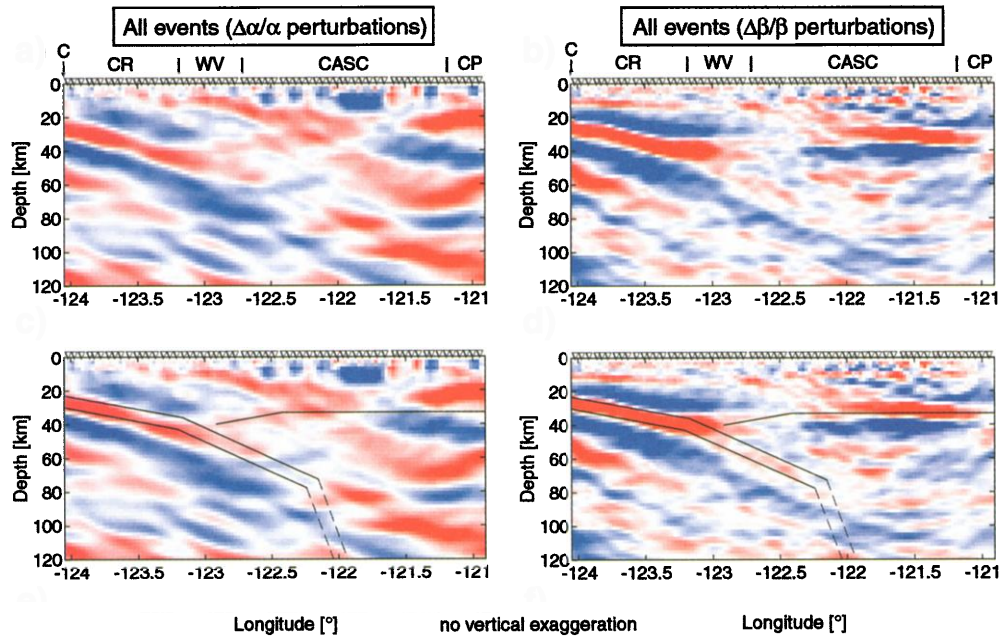 All events (Δα/α perturbations)
All events (Δβ/β perturbations)
a)
b)
C
CR | WV | CASC | CP
C
CR | WV | CASC | CP
Depth [km]
0
20
40
60
80
100
120
-124 -123.5 -123 -122.5 -122 -121.5 -121
Depth [km]
0
20
40
60
80
100
120
-124 -123.5 -123 -122.5 -122 -121.5 -121
c)
d)
Depth [km]
0
20
40
60
80
100
120
-124 -123.5 -123 -122.5 -122 -121.5 -121
Depth [km]
0
20
40
60
80
100
120
-124 -123.5 -123 -122.5 -122 -121.5 -121
e)
f)
Longitude [°] no vertical exaggeration Longitude [°]